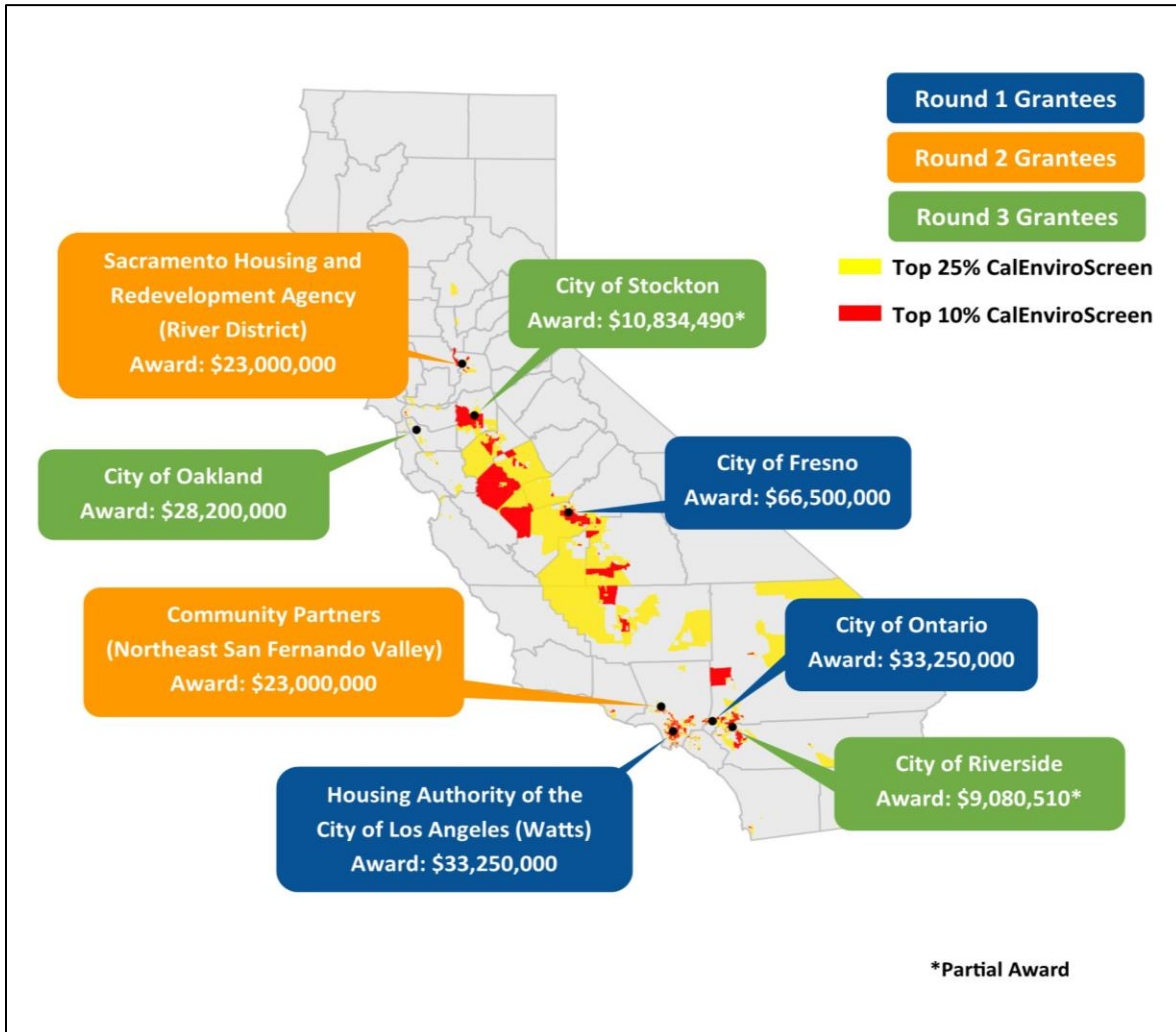 Round 1 Grantees
Round 2 Grantees
Round 3 Grantees
Top 25% CalEnviroScreen
Top 10% CalEnviroScreen
Sacramento Housing and
Redevelopment Agency
(River District)
Award: $23,000,000
City of Stockton
Award: $10,834,490*
City of Oakland
Award: $28,200,000
City of Fresno
Award: $66,500,000
Community Partners
(Northeast San Fernando Valley)
Award: $23,000,000
City of Ontario
Award: $33,250,000
Housing Authority of the
City of Los Angeles (Watts)
Award: $33,250,000
City of Riverside
Award: $9,080,510*
*Partial Award